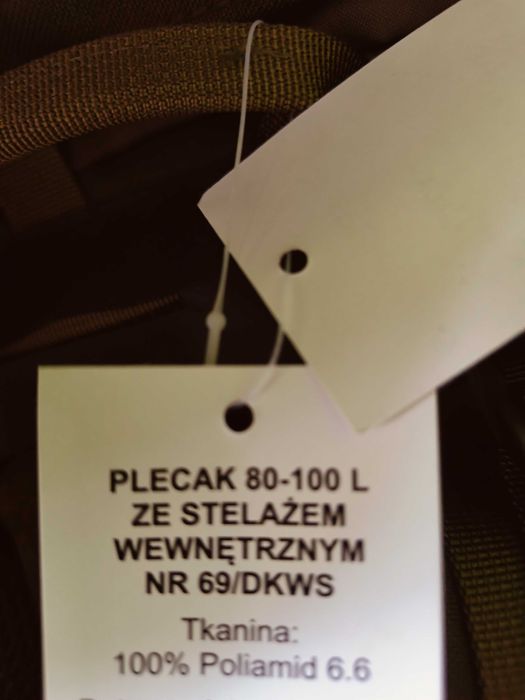 PLECAK 80-100 L
ZE STELAŻEM
WEWNĘTRZNYM
NR 69/DKWS
Tkanina:
100% Poliamid 6.6